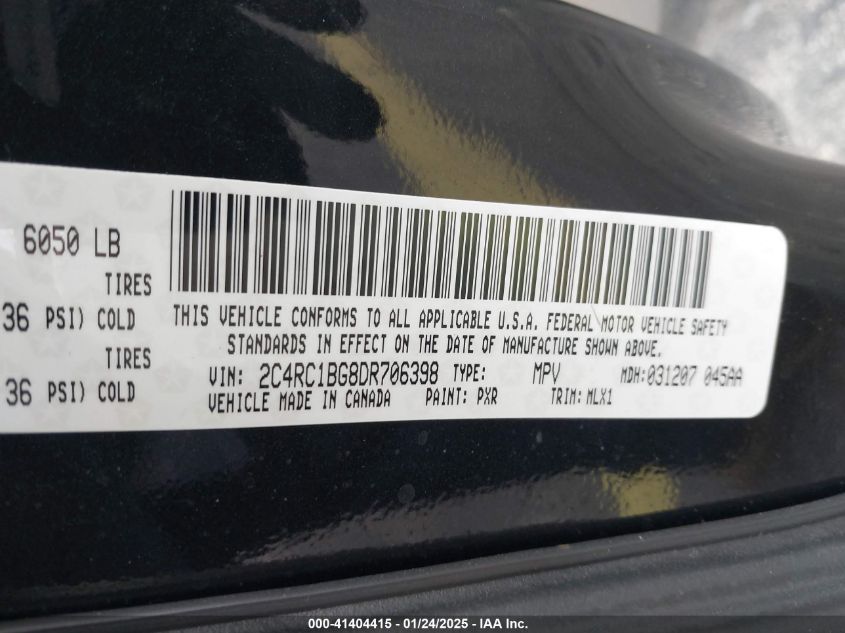 6050 LB
TIRES
36 PSI) COLD
TIRES
36 PSI) COLD
THIS VEHICLE CONFORMS TO ALL APPLICABLE U.S.A. FEDERAL MOTOR VEHICLE SAFETY
STANDARDS IN EFFECT ON THE DATE OF MANUFACTURE SHOWN ABOVE.
VIN: 2C4RC1BG8DR706398 TYPE: MPV MDH:031207 045AA
VEHICLE MADE IN CANADA PAINT: PXR TRIM: MLX1
000-41404415 - 01/24/2025 - IAA Inc.